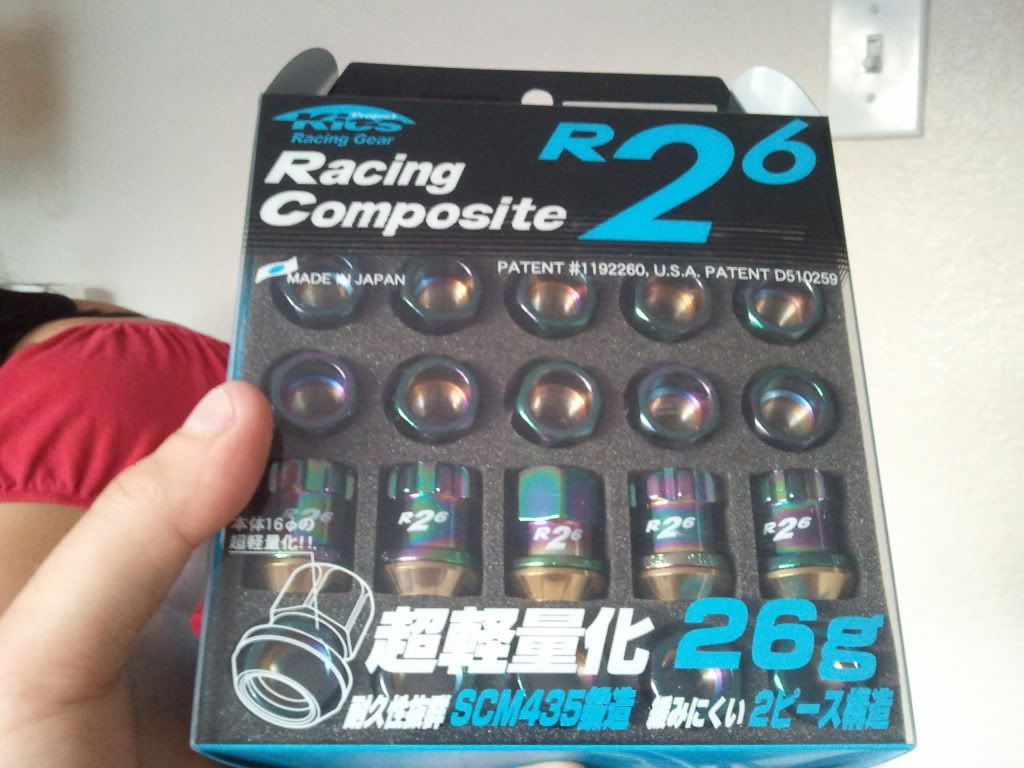 Project
Kics
Racing Gear
R26
Racing
Composite
MADE IN JAPAN
PATENT #1192260, U.S.A. PATENT D510259
R26
R26
R26
R26
R26
本体16φの
超軽量化!!
超軽量化 26g
耐久性抜群 SCM435鍛造 緩みにくい 2ピース構造